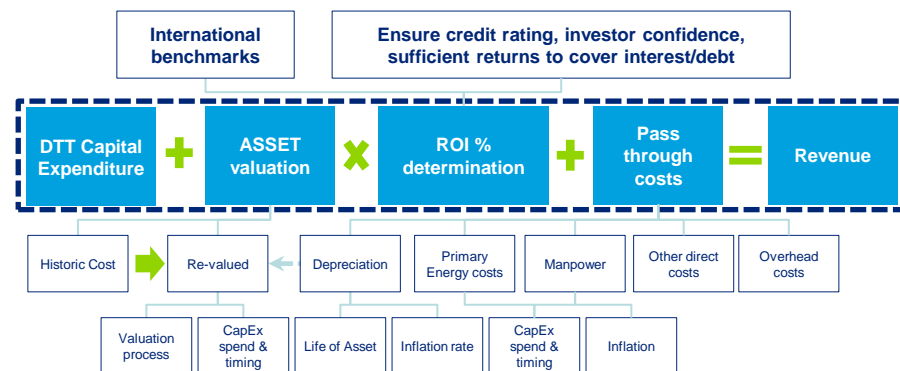 International
benchmarks
Ensure credit rating, investor confidence,
sufficient returns to cover interest/debt
DTT Capital
Expenditure
+
ASSET
valuation
×
ROI %
determination
+
Pass
through
costs
=
Revenue
Historic Cost
Re-valued
Depreciation
Primary
Energy costs
Manpower
Other direct
costs
Overhead
costs
Valuation
process
CapEx
spend &
timing
Life of Asset
Inflation rate
CapEx
spend &
timing
Inflation